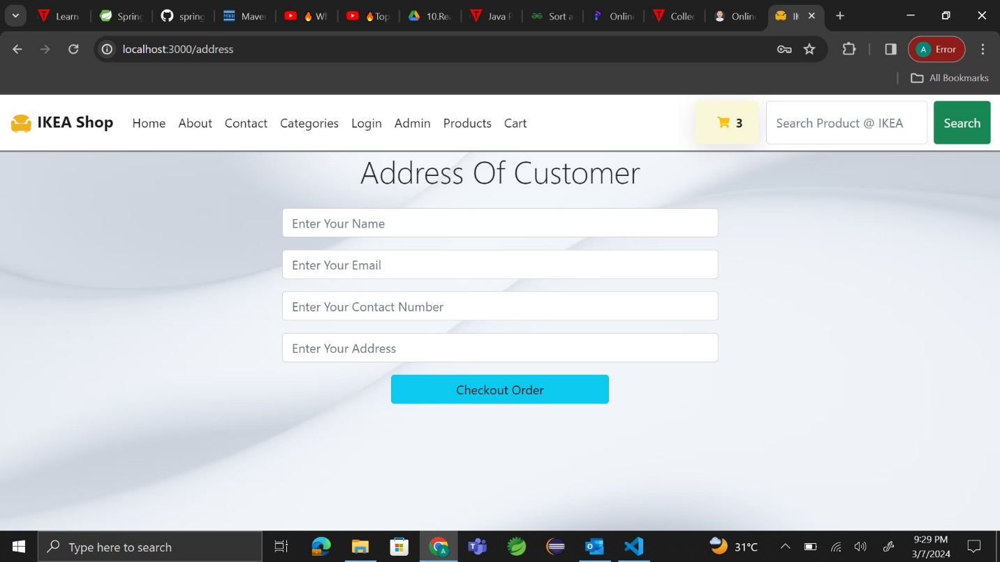 Learn Spring spring Maven Wh Top 10.Rea Java P Sort a Onlin Collec Onlin IK
localhost:3000/address
A Error
All Bookmarks
IKEA Shop Home About Contact Categories Login Admin Products Cart 3 Search Product @ IKEA Search
Address Of Customer
Enter Your Name
Enter Your Email
Enter Your Contact Number
Enter Your Address
Checkout Order
Type here to search
31°C
9:29 PM
3/7/2024